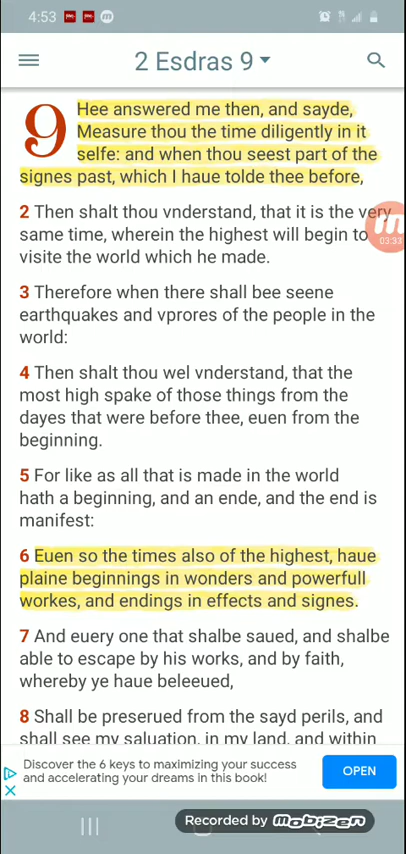 4:53
2 Esdras 9
9 Hee answered me then, and sayde,
Measure thou the time diligently in it
selfe: and when thou seest part of the
signes past, which I haue tolde thee before,
2 Then shalt thou vnderstand, that it is the very
same time, wherein the highest will begin to
visite the world which he made.
03:33
3 Therefore when there shall bee seene
earthquakes and vprores of the people in the
world:
4 Then shalt thou wel vnderstand, that the
most high spake of those things from the
dayes that were before thee, euen from the
beginning.
5 For like as all that is made in the world
hath a beginning, and an ende, and the end is
manifest:
6 Euen so the times also of the highest, haue
plaine beginnings in wonders and powerfull
workes, and endings in effects and signes.
7 And euery one that shalbe saued, and shalbe
able to escape by his works, and by faith,
whereby ye haue beleeued,
8 Shall be preserued from the sayd perils, and
shall see my saluation, in my land, and within
Discover the 6 keys to maximizing your success
and accelerating your dreams in this book!
OPEN
Recorded by mobizen